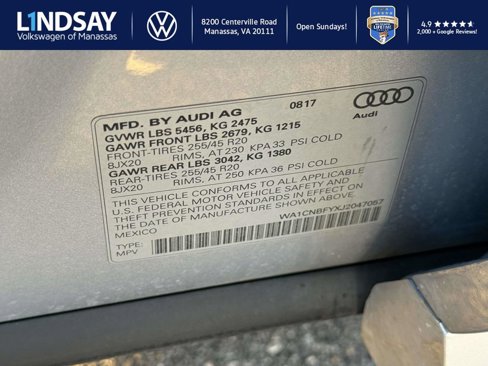 LINDSAY
Volkswagen of Manassas
8200 Centerville Road
Manassas, VA 20111
Open Sundays!
4.9
2,000+ Google Reviews!
MFD. BY AUDI AG 0817
GVWR LBS 5456, KG 2475
GAWR FRONT LBS 2679, KG 1215
FRONT-TIRES 255/45 R20
8JX20 RIMS, AT 230 KPA 33 PSI COLD
GAWR REAR LBS 3042, KG 1380
REAR-TIRES 255/45 R20
8JX20 RIMS, AT 250 KPA 36 PSI COLD
Audi
THIS VEHICLE CONFORMS TO ALL APPLICABLE
U.S. FEDERAL MOTOR VEHICLE SAFETY AND
THEFT PREVENTION STANDARDS IN EFFECT ON
THE DATE OF MANUFACTURE SHOWN ABOVE.
MEXICO
WA1CNBFYXJ2047057
TYPE:
MPV